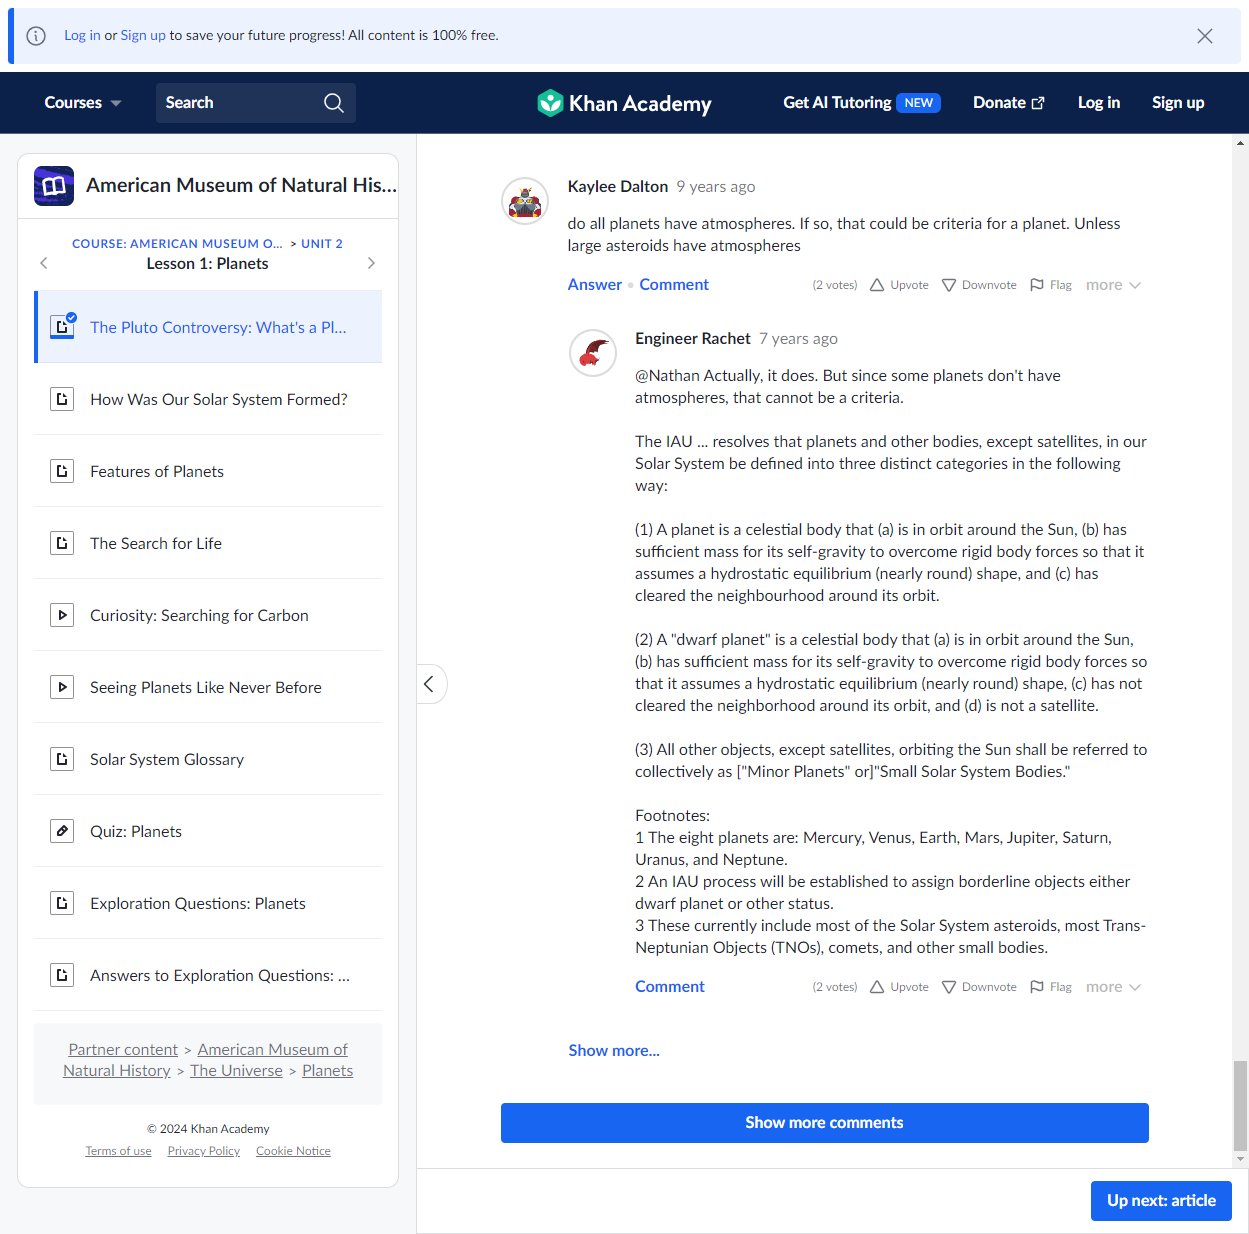 Log in or Sign up to save your future progress! All content is 100% free.
Courses
Search
Khan Academy
Get AI Tutoring NEW
Donate
Log in
Sign up
American Museum of Natural His...
COURSE: AMERICAN MUSEUM O... > UNIT 2
Lesson 1: Planets
The Pluto Controversy: What's a Pl...
How Was Our Solar System Formed?
Features of Planets
The Search for Life
Curiosity: Searching for Carbon
Seeing Planets Like Never Before
Solar System Glossary
Quiz: Planets
Exploration Questions: Planets
Answers to Exploration Questions: ...
Partner content > American Museum of
Natural History > The Universe > Planets
© 2024 Khan Academy
Terms of use Privacy Policy Cookie Notice
Kaylee Dalton 9 years ago
do all planets have atmospheres. If so, that could be criteria for a planet. Unless
large asteroids have atmospheres
Answer • Comment (2 votes) Upvote Downvote Flag more
Engineer Rachet 7 years ago
@Nathan Actually, it does. But since some planets don't have
atmospheres, that cannot be a criteria.
The IAU ... resolves that planets and other bodies, except satellites, in our
Solar System be defined into three distinct categories in the following
way:
(1) A planet is a celestial body that (a) is in orbit around the Sun, (b) has
sufficient mass for its self-gravity to overcome rigid body forces so that it
assumes a hydrostatic equilibrium (nearly round) shape, and (c) has
cleared the neighbourhood around its orbit.
(2) A "dwarf planet" is a celestial body that (a) is in orbit around the Sun,
(b) has sufficient mass for its self-gravity to overcome rigid body forces so
that it assumes a hydrostatic equilibrium (nearly round) shape, (c) has not
cleared the neighborhood around its orbit, and (d) is not a satellite.
(3) All other objects, except satellites, orbiting the Sun shall be referred to
collectively as ["Minor Planets" or]"Small Solar System Bodies."
Footnotes:
1 The eight planets are: Mercury, Venus, Earth, Mars, Jupiter, Saturn,
Uranus, and Neptune.
2 An IAU process will be established to assign borderline objects either
dwarf planet or other status.
3 These currently include most of the Solar System asteroids, most Trans-
Neptunian Objects (TNOs), comets, and other small bodies.
Comment (2 votes) Upvote Downvote Flag more
Show more...
Show more comments
Up next: article